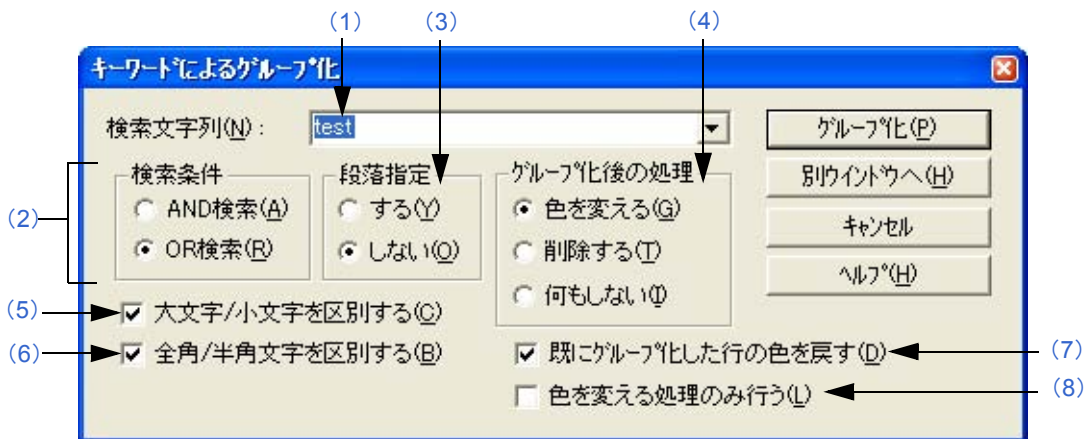 (1) (3) (4)
キーワードによるグループ化
検索文字列(N): test グループ化(P)
検索条件 段落指定 グループ化後の処理 別ウインドウへ(H)
(2) AND検索(A) する(Y) 色を変える(G) キャンセル
OR検索(R) しない(O) 削除する(T) ヘルプ(H)
何もしない(I)
(5) 大文字/小文字を区別する(C)
(6) 全角/半角文字を区別する(B) 既にグループ化した行の色を戻す(D) (7)
色を変える処理のみ行う(L) (8)